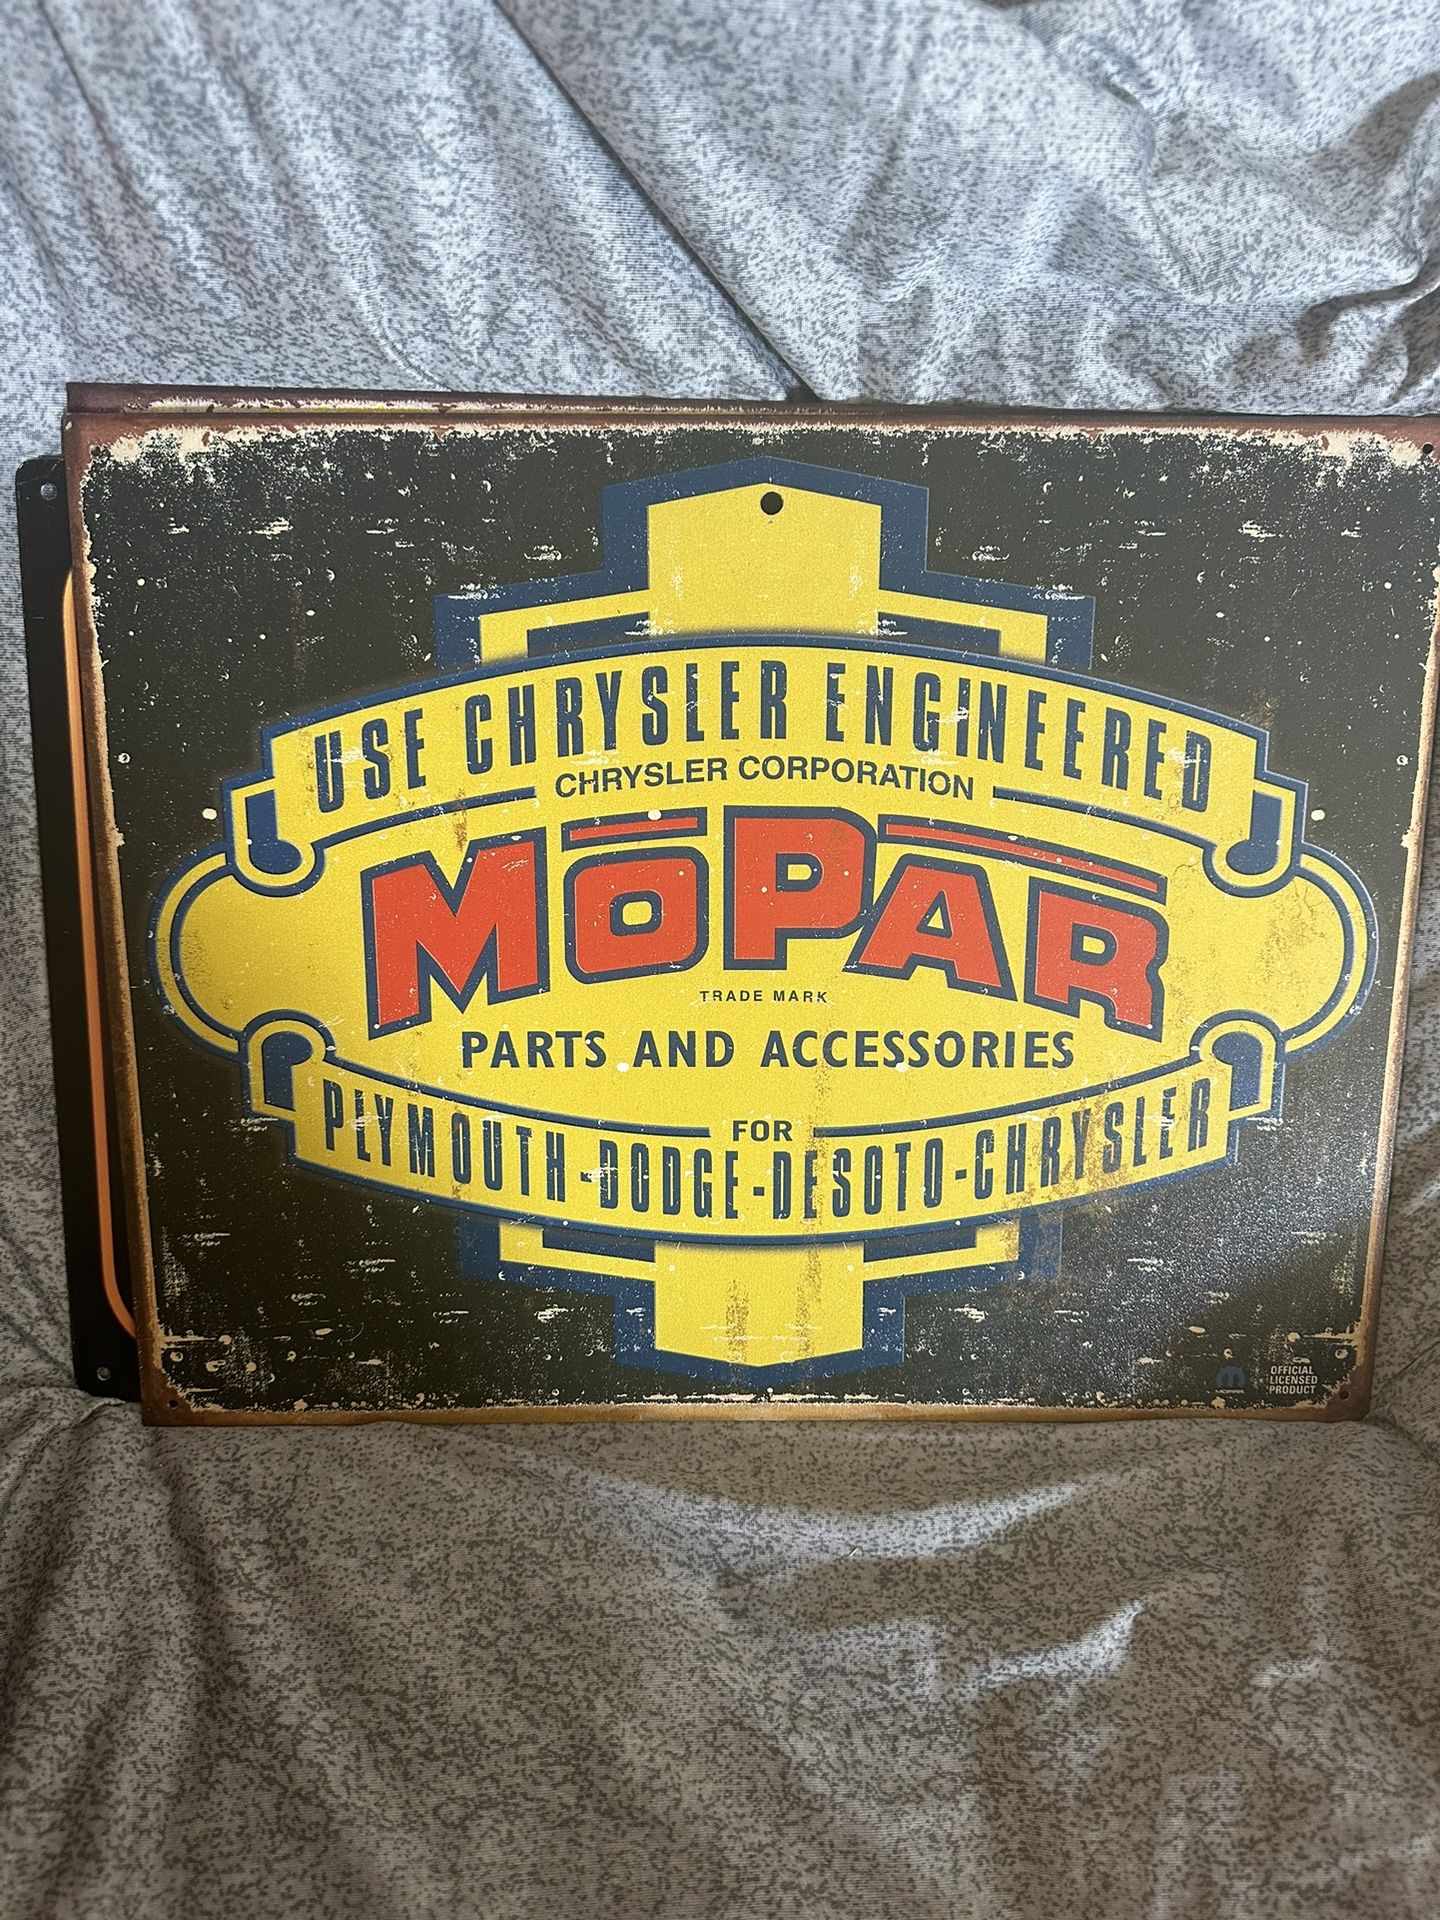 USE CHRYSLER ENGINEERED
CHRYSLER CORPORATION
MOPAR
TRADE MARK
PARTS AND ACCESSORIES
FOR
PLYMOUTH-DODGE-DESOTO-CHRYSLER
MOPAR
OFFICIAL
LICENSED
PRODUCT